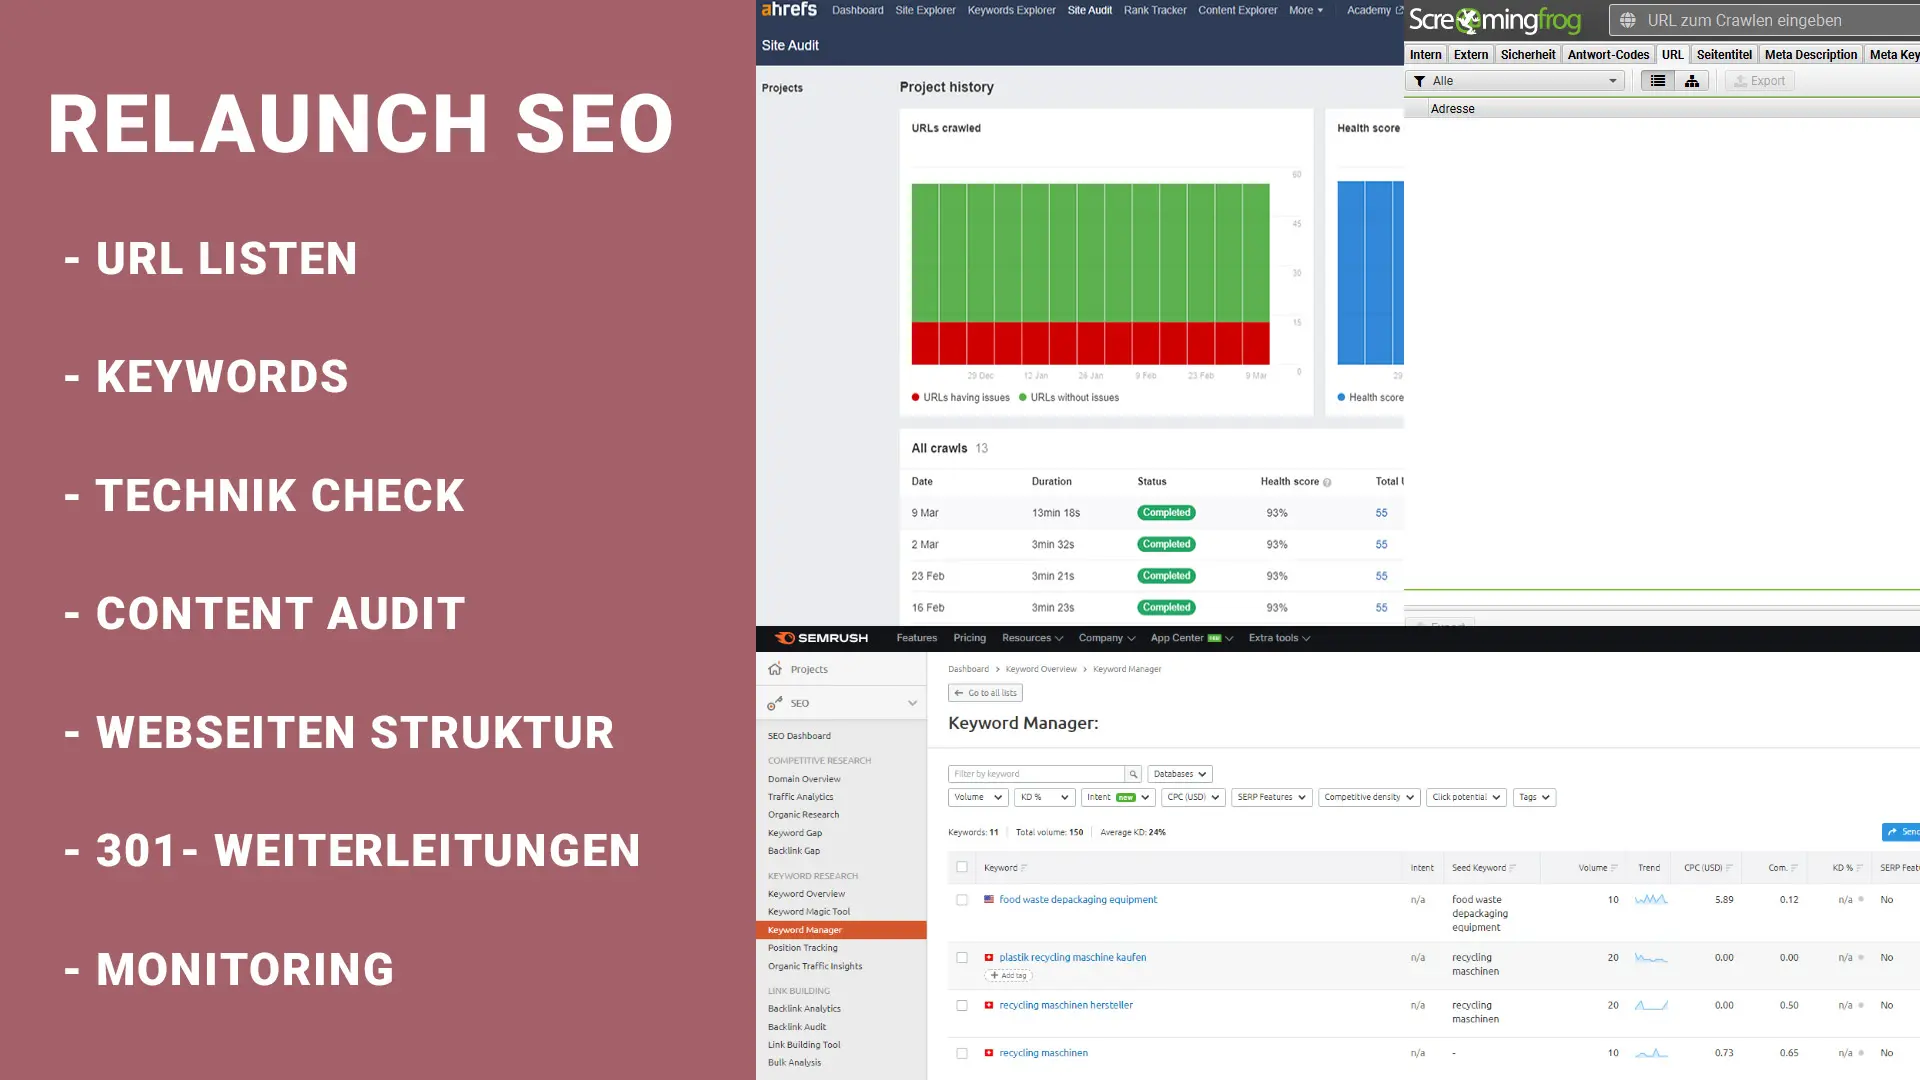 RELAUNCH SEO
- URL LISTEN
- KEYWORDS
- TECHNIK CHECK
- CONTENT AUDIT
- WEBSEITEN STRUKTUR
- 301- WEITERLEITUNGEN
- MONITORING
ahrefs Dashboard Site Explorer Keywords Explorer Site Audit Rank Tracker Content Explorer More Academy
Site Audit
Projects
Project history
URLs crawled
60
45
30
15
0
29 Dec 12 Jan 26 Jan 9 Feb 23 Feb 9 Mar
URLs having issues URLs without issues
Health score
29
Health score
All crawls 13
Date Duration Status Health score Total
9 Mar 13min 18s Completed 93% 55
2 Mar 3min 32s Completed 93% 55
23 Feb 3min 21s Completed 93% 55
16 Feb 3min 23s Completed 93% 55
Screamingfrog URL zum Crawlen eingeben
Intern Extern Sicherheit Antwort-Codes URL Seitentitel Meta Description Meta Key
Alle Export
Adresse
SEMRUSH Features Pricing Resources Company App Center Extra tools
Projects
SEO
SEO Dashboard
COMPETITIVE RESEARCH
Domain Overview
Traffic Analytics
Organic Research
Keyword Gap
Backlink Gap
KEYWORD RESEARCH
Keyword Overview
Keyword Magic Tool
Keyword Manager
Position Tracking
Organic Traffic Insights
LINK BUILDING
Backlink Analytics
Backlink Audit
Link Building Tool
Bulk Analysis
Dashboard > Keyword Overview > Keyword Manager
← Go to all lists
Keyword Manager:
Filter by keyword Databases
Volume KD % Intent new CPC (USD) SERP Features Competitive density Click potential Tags
Keywords: 11 Total volume: 150 Average KD: 24%
Send
Keyword Intent Seed Keyword Volume Trend CPC (USD) Com. KD % SERP Feat
food waste depackaging equipment n/a food waste depackaging equipment 10 5.89 0.12 n/a No
plastik recycling maschine kaufen n/a recycling maschinen 20 0.00 0.00 n/a No
+ Add tag
recycling maschinen hersteller n/a recycling maschinen 20 0.00 0.50 n/a No
recycling maschinen n/a - 10 0.73 0.65 n/a No